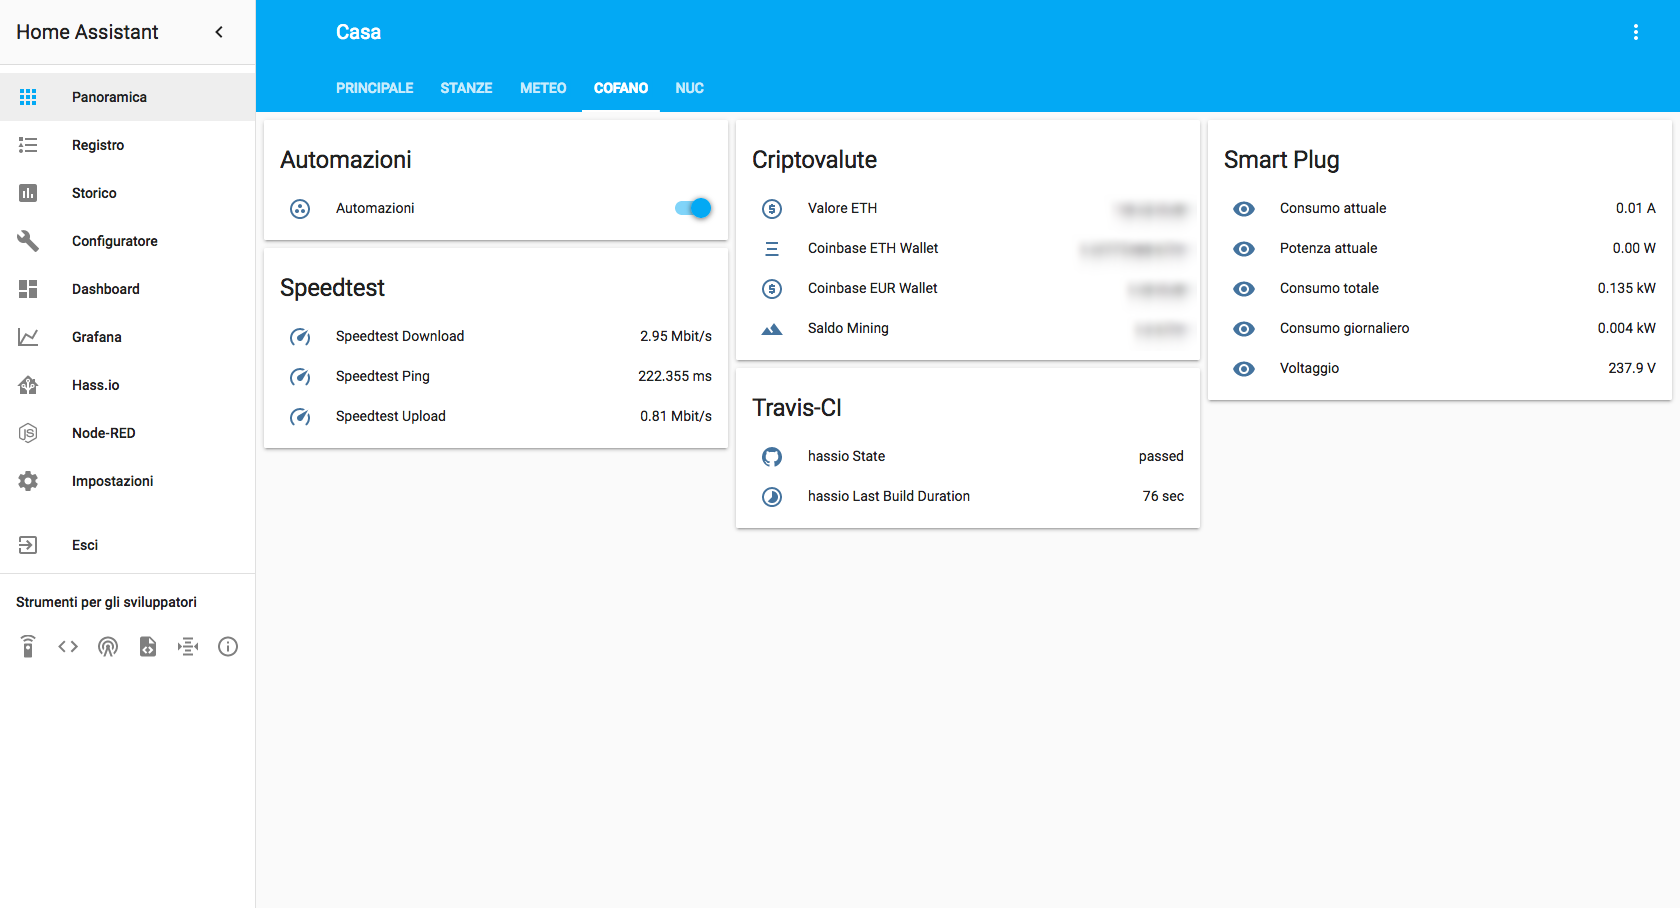 Home Assistant
Panoramica
Registro
Storico
Configuratore
Dashboard
Grafana
Hass.io
Node-RED
Impostazioni
Esci
Strumenti per gli sviluppatori
Casa
PRINCIPALE STANZE METEO COFANO NUC
Automazioni
Automazioni
Speedtest
Speedtest Download 2.95 Mbit/s
Speedtest Ping 222.355 ms
Speedtest Upload 0.81 Mbit/s
Criptovalute
Valore ETH
Coinbase ETH Wallet
Coinbase EUR Wallet
Saldo Mining
Travis-CI
hassio State passed
hassio Last Build Duration 76 sec
Smart Plug
Consumo attuale 0.01 A
Potenza attuale 0.00 W
Consumo totale 0.135 kW
Consumo giornaliero 0.004 kW
Voltaggio 237.9 V